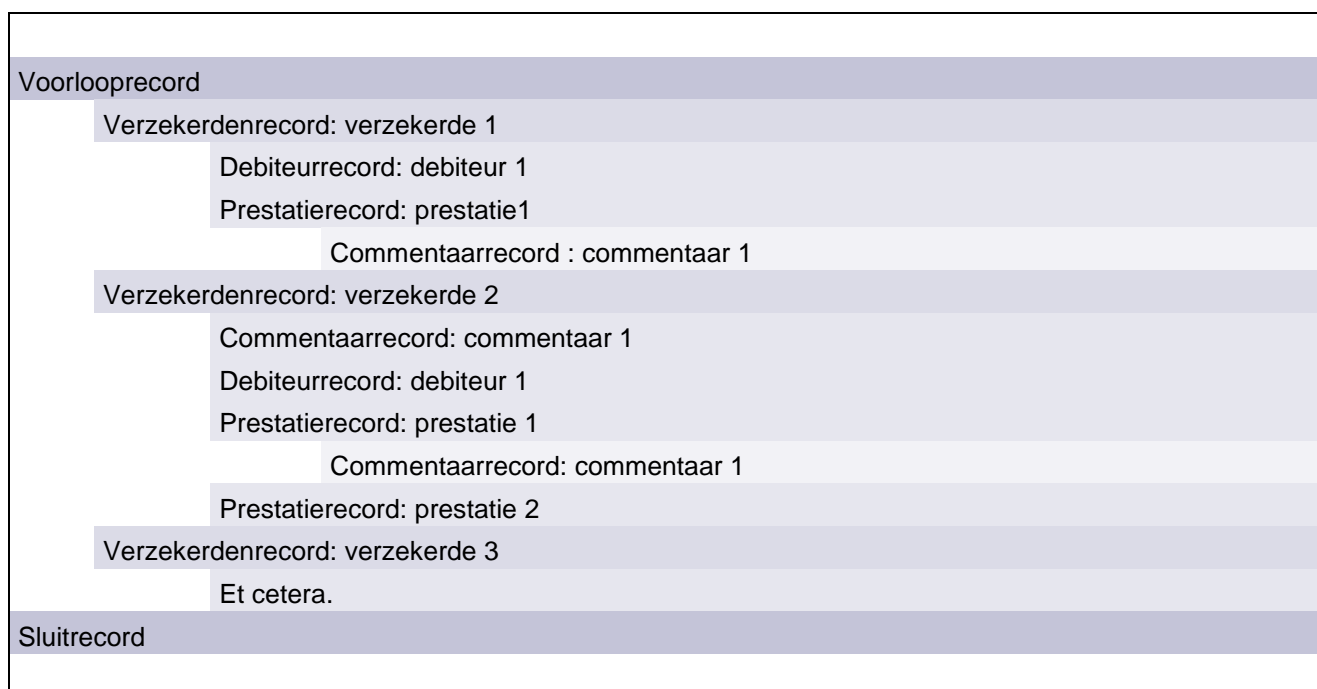 Voorlooprecord
Verzekerdenrecord: verzekerde 1
Debiteurrecord: debiteur 1
Prestatierecord: prestatie1
Commentaarrecord : commentaar 1
Verzekerdenrecord: verzekerde 2
Commentaarrecord: commentaar 1
Debiteurrecord: debiteur 1
Prestatierecord: prestatie 1
Commentaarrecord: commentaar 1
Prestatierecord: prestatie 2
Verzekerdenrecord: verzekerde 3
Et cetera.
Sluitrecord